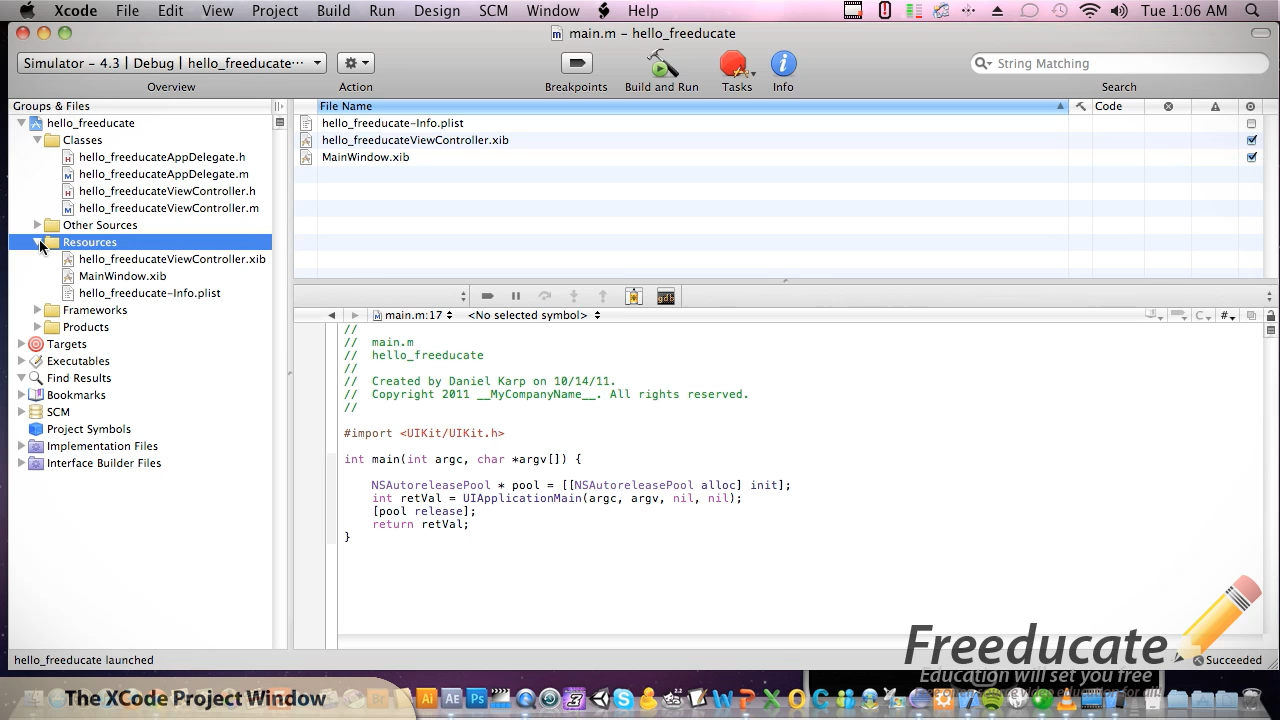 Xcode File Edit View Project Build Run Design SCM Window Help Tue 1:06 AM
main.m – hello_freeducate
Simulator - 4.3 | Debug | hello_freeducate··· String Matching
Overview Action Breakpoints Build and Run Tasks Info Search
Groups & Files File Name Code
hello_freeducate
Classes
hello_freeducateAppDelegate.h
hello_freeducateAppDelegate.m
hello_freeducateViewController.h
hello_freeducateViewController.m
Other Sources
Resources
hello_freeducateViewController.xib
MainWindow.xib
hello_freeducate-Info.plist
Frameworks
Products
Targets
Executables
Find Results
Bookmarks
SCM
Project Symbols
Implementation Files
Interface Builder Files
hello_freeducate-Info.plist
hello_freeducateViewController.xib
MainWindow.xib
gdb
main.m:17 <No selected symbol> C #
//
// main.m
// hello_freeducate
//
// Created by Daniel Karp on 10/14/11.
// Copyright 2011 __MyCompanyName__. All rights reserved.
//
#import <UIKit/UIKit.h>
int main(int argc, char *argv[]) {
NSAutoreleasePool * pool = [[NSAutoreleasePool alloc] init];
int retVal = UIApplicationMain(argc, argv, nil, nil);
[pool release];
return retVal;
}
Freeducate
Education will set you free
hello_freeducate launched Succeeded
The XCode Project Window
Ai AE Ps